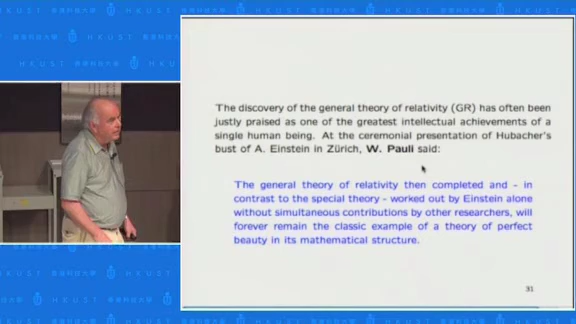 HKUST
The discovery of the general theory of relativity (GR) has often been
justly praised as one of the greatest intellectual achievements of a
single human being. At the ceremonial presentation of Hubacher's
bust of A. Einstein in Zürich, W. Pauli said:
The general theory of relativity then completed and - in
contrast to the special theory - worked out by Einstein alone
without simultaneous contributions by other researchers, will
forever remain the classic example of a theory of perfect
beauty in its mathematical structure.
31